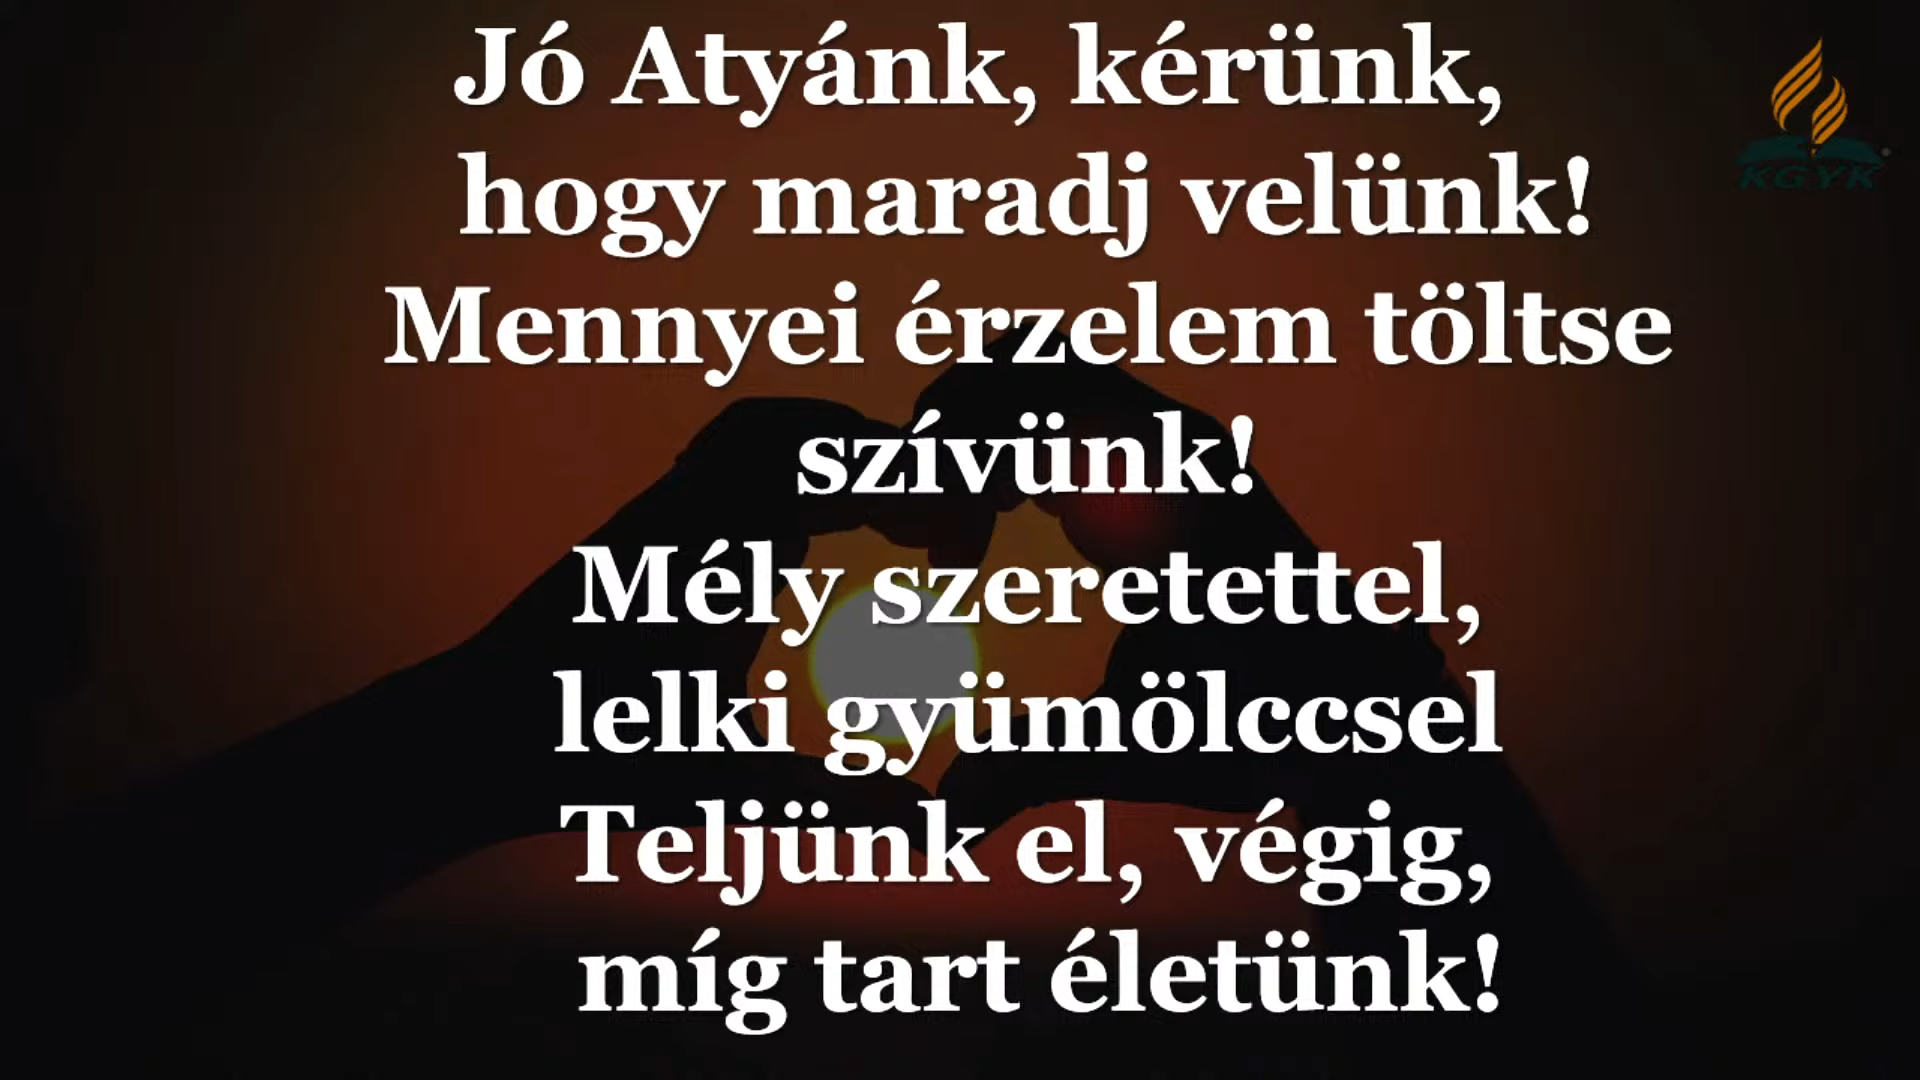 Jó Atyánk, kérünk,
hogy maradj velünk!
Mennyei érzelem töltse
szívünk!
Mély szeretettel,
lelki gyümölccsel
Teljünk el, végig,
míg tart életünk!
KGYK